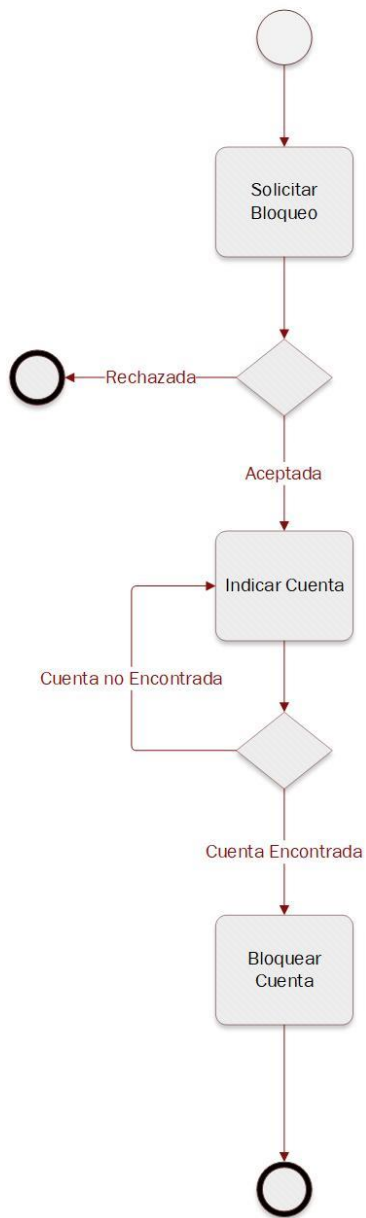 Solicitar
Bloqueo
Rechazada
Aceptada
Indicar Cuenta
Cuenta no Encontrada
Cuenta Encontrada
Bloquear
Cuenta